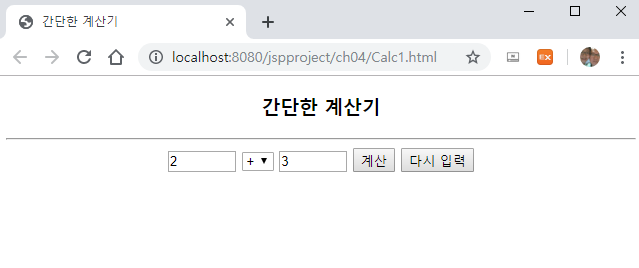 간단한 계산기
localhost:8080/jspproject/ch04/Calc1.html
간단한 계산기
2 + 3 계산 다시 입력